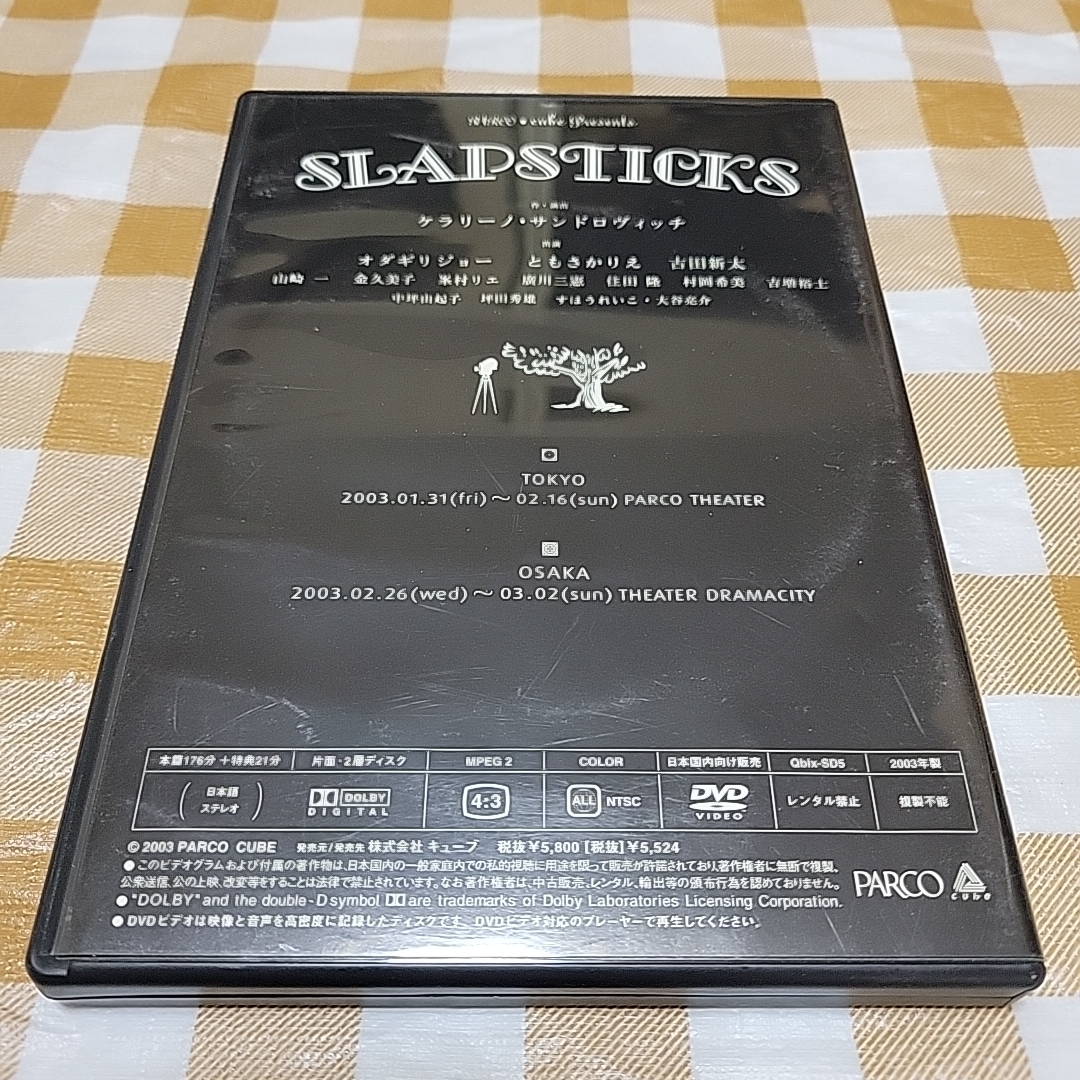 PARCO • cube Presents
SLAPSTICKS
作・演出
ケラリーノ・サンドロヴィッチ
出演
オダギリジョー ともさかりえ 古田新太
山崎 一 金久美子 峯村リエ 廣川三憲 住田 隆 村岡希美 吉増裕士
中坪由起子 坪田秀雄 すほうれいこ・大谷亮介
TOKYO
2003.01.31(fri)～02.16(sun) PARCO THEATER
OSAKA
2003.02.26(wed)～03.02(sun) THEATER DRAMACITY
本篇176分+特典21分 片面・2層ディスク MPEG 2 COLOR 日本国内向け販売 Qbix-SD5 2003年製
(日本語 ステレオ) DOLBY DIGITAL 4:3 ALL NTSC DVD VIDEO レンタル禁止 複製不能
© 2003 PARCO CUBE 発売元/発売先 株式会社 キューブ 税抜¥5,800 [税抜]¥5,524
●このビデオグラムおよび付属の著作物は、日本国内の一般家庭内での私的視聴に用途を限って販売が許諾されており、著作権者に無断で複製、
公衆送信、公の上映、改変等をすることは法律で禁止されています。なお著作権者は、中古販売、レンタル、輸出等の頒布行為を認めておりません。
●"DOLBY" and the double-D symbol are trademarks of Dolby Laboratories Licensing Corporation.
●DVDビデオは映像と音声を高密度に記録したディスクです。DVDビデオ対応のプレーヤーで再生してください。
PARCO cube